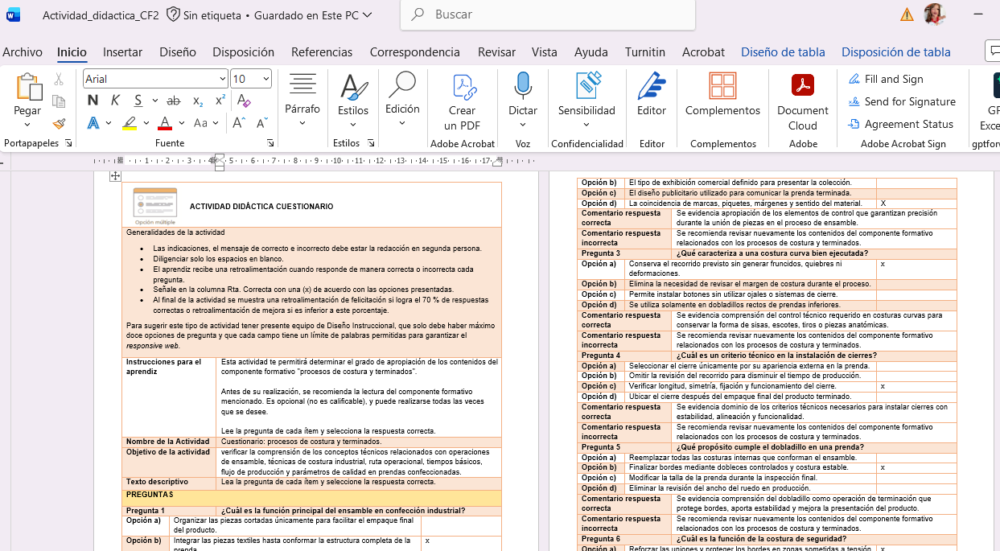 Actividad_didactica_CF2
Sin etiqueta • Guardado en Este PC
Buscar
Archivo Inicio Insertar Diseño Disposición Referencias Correspondencia Revisar Vista Ayuda Turnitin Acrobat Diseño de tabla Disposición de tabla
Pegar
Portapapeles
Arial 10
N K S ab x2 x2 A
A A Aa A A
Fuente
Párrafo
Estilos
Estilos
Edición
Crear
un PDF
Adobe Acrobat
Dictar
Voz
Sensibilidad
Confidencialidad
Editor
Editor
Complementos
Complementos
Document
Cloud
Adobe
Fill and Sign
Send for Signature
Agreement Status
Adobe Acrobat Sign
GF
Exce
gptforv
1 2 3 4 5 6 7 8 9 10 11 12 13 14 15 16 17
Opción múltiple
ACTIVIDAD DIDÀCTICA CUESTIONARIO
Generalidades de la actividad
• Las indicaciones, el mensaje de correcto e incorrecto debe estar la redacción en segunda persona.
• Diligenciar solo los espacios en blanco.
• El aprendiz recibe una retroalimentación cuando responde de manera correcta o incorrecta cada
pregunta.
• Señale en la columna Rta. Correcta con una (x) de acuerdo con las opciones presentadas.
• Al final de la actividad se muestra una retroalimentación de felicitación si logra el 70 % de respuestas
correctas o retroalimentación de mejora si es inferior a este porcentaje.
Para sugerir este tipo de actividad tener presente equipo de Diseño Instruccional, que solo debe haber máximo
doce opciones de pregunta y que cada campo tiene un límite de palabras permitidas para garantizar el
responsive web.
Instrucciones para el
aprendiz
Esta actividad te permitirá determinar el grado de apropiación de los contenidos del
componente formativo "procesos de costura y terminados".
Antes de su realización, se recomienda la lectura del componente formativo
mencionado. Es opcional (no es calificable), y puede realizarse todas las veces
que se desee.
Lee la pregunta de cada ítem y selecciona la respuesta correcta.
Nombre de la Actividad Cuestionario: procesos de costura y terminados.
Objetivo de la actividad verificar la comprensión de los conceptos técnicos relacionados con operaciones
de ensamble, técnicas de costura industrial, ruta operacional, tiempos básicos,
flujo de producción y parámetros de calidad en prendas confeccionadas.
Texto descriptivo Lea la pregunta de cada ítem y seleccione la respuesta correcta.
PREGUNTAS
Pregunta 1 ¿Cuál es la función principal del ensamble en confección industrial?
Opción a) Organizar las piezas cortadas únicamente para facilitar el empaque final
del producto.
Opción b) Integrar las piezas textiles hasta conformar la estructura completa de la x
prenda.
Opción b) El tipo de exhibición comercial definido para presentar la colección.
Opción c) El diseño publicitario utilizado para comunicar la prenda terminada.
Opción d) La coincidencia de marcas, piquetes, márgenes y sentido del material. X
Comentario respuesta
correcta
Se evidencia apropiación de los elementos de control que garantizan precisión
durante la unión de piezas en el proceso de ensamble.
Comentario respuesta
incorrecta
Se recomienda revisar nuevamente los contenidos del componente formativo
relacionados con los procesos de costura y terminados.
Pregunta 3 ¿Qué caracteriza a una costura curva bien ejecutada?
Opción a) Conserva el recorrido previsto sin generar fruncidos, quiebres ni x
deformaciones.
Opción b) Elimina la necesidad de revisar el margen de costura durante el proceso.
Opción c) Permite instalar botones sin utilizar ojales o sistemas de cierre.
Opción d) Se utiliza solamente en dobladillos rectos de prendas inferiores.
Comentario respuesta
correcta
Se evidencia comprensión del control técnico requerido en costuras curvas para
conservar la forma de sisas, escotes, tiros o piezas anatómicas.
Comentario respuesta
incorrecta
Se recomienda revisar nuevamente los contenidos del componente formativo
relacionados con los procesos de costura y terminados.
Pregunta 4 ¿Cuál es un criterio técnico en la instalación de cierres?
Opción a) Seleccionar el cierre únicamente por su apariencia externa en la prenda.
Opción b) Omitir la revisión del recorrido para disminuir el tiempo de producción.
Opción c) Verificar longitud, simetría, fijación y funcionamiento del cierre. x
Opción d) Ubicar el cierre después del empaque final del producto terminado.
Comentario respuesta
correcta
Se evidencia dominio de los criterios técnicos necesarios para instalar cierres con
estabilidad, alineación y funcionalidad.
Comentario respuesta
incorrecta
Se recomienda revisar nuevamente los contenidos del componente formativo
relacionados con los procesos de costura y terminados.
Pregunta 5 ¿Qué propósito cumple el dobladillo en una prenda?
Opción a) Reemplazar todas las costuras internas que conforman el ensamble.
Opción b) Finalizar bordes mediante dobleces controlados y costura estable. x
Opción c) Modificar la talla de la prenda durante la inspección final.
Opción d) Eliminar la revisión del ancho del ruedo en producción.
Comentario respuesta
correcta
Se evidencia comprensión del dobladillo como operación de terminación que
protege bordes, aporta estabilidad y mejora la presentación del producto.
Comentario respuesta
incorrecta
Se recomienda revisar nuevamente los contenidos del componente formativo
relacionados con los procesos de costura y terminados.
Pregunta 6 ¿Cuál es la función de la costura de seguridad?
Opción a) Reforzar las uniones y proteger los bordes en zonas sometidas a tensión x